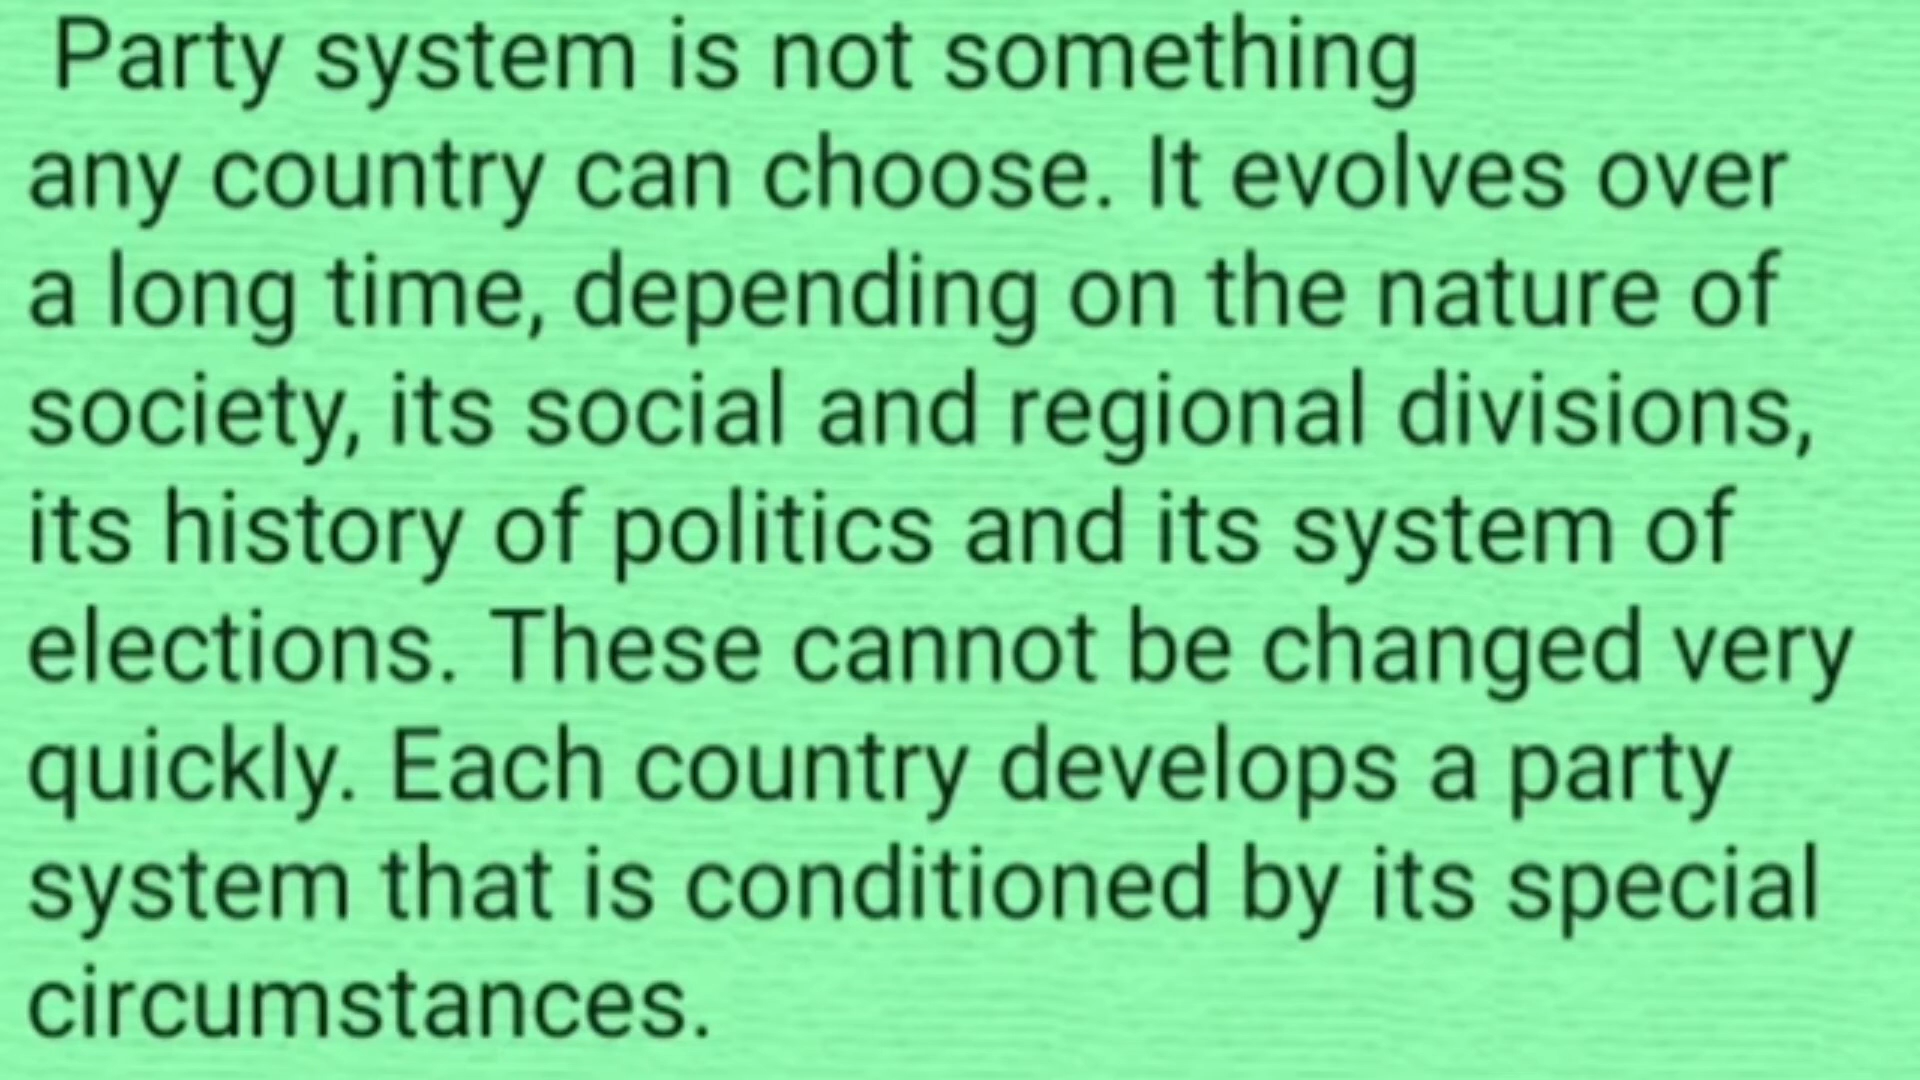 Party system is not something
any country can choose. It evolves over
a long time, depending on the nature of
society, its social and regional divisions,
its history of politics and its system of
elections. These cannot be changed very
quickly. Each country develops a party
system that is conditioned by its special
circumstances.